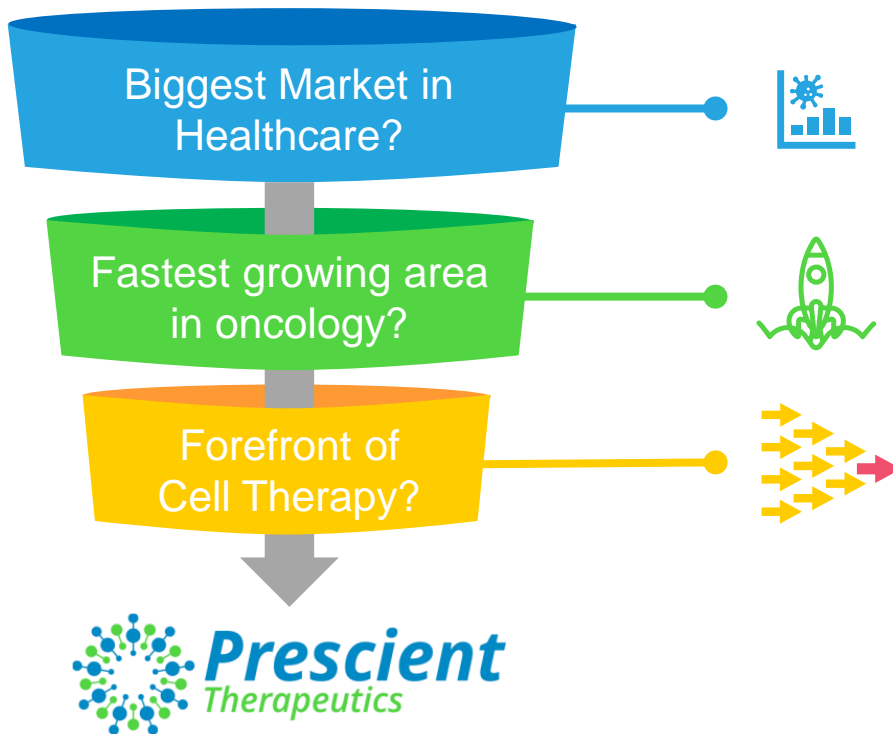 Biggest Market in
Healthcare?
Fastest growing area
in oncology?
Forefront of
Cell Therapy?
Prescient
Therapeutics